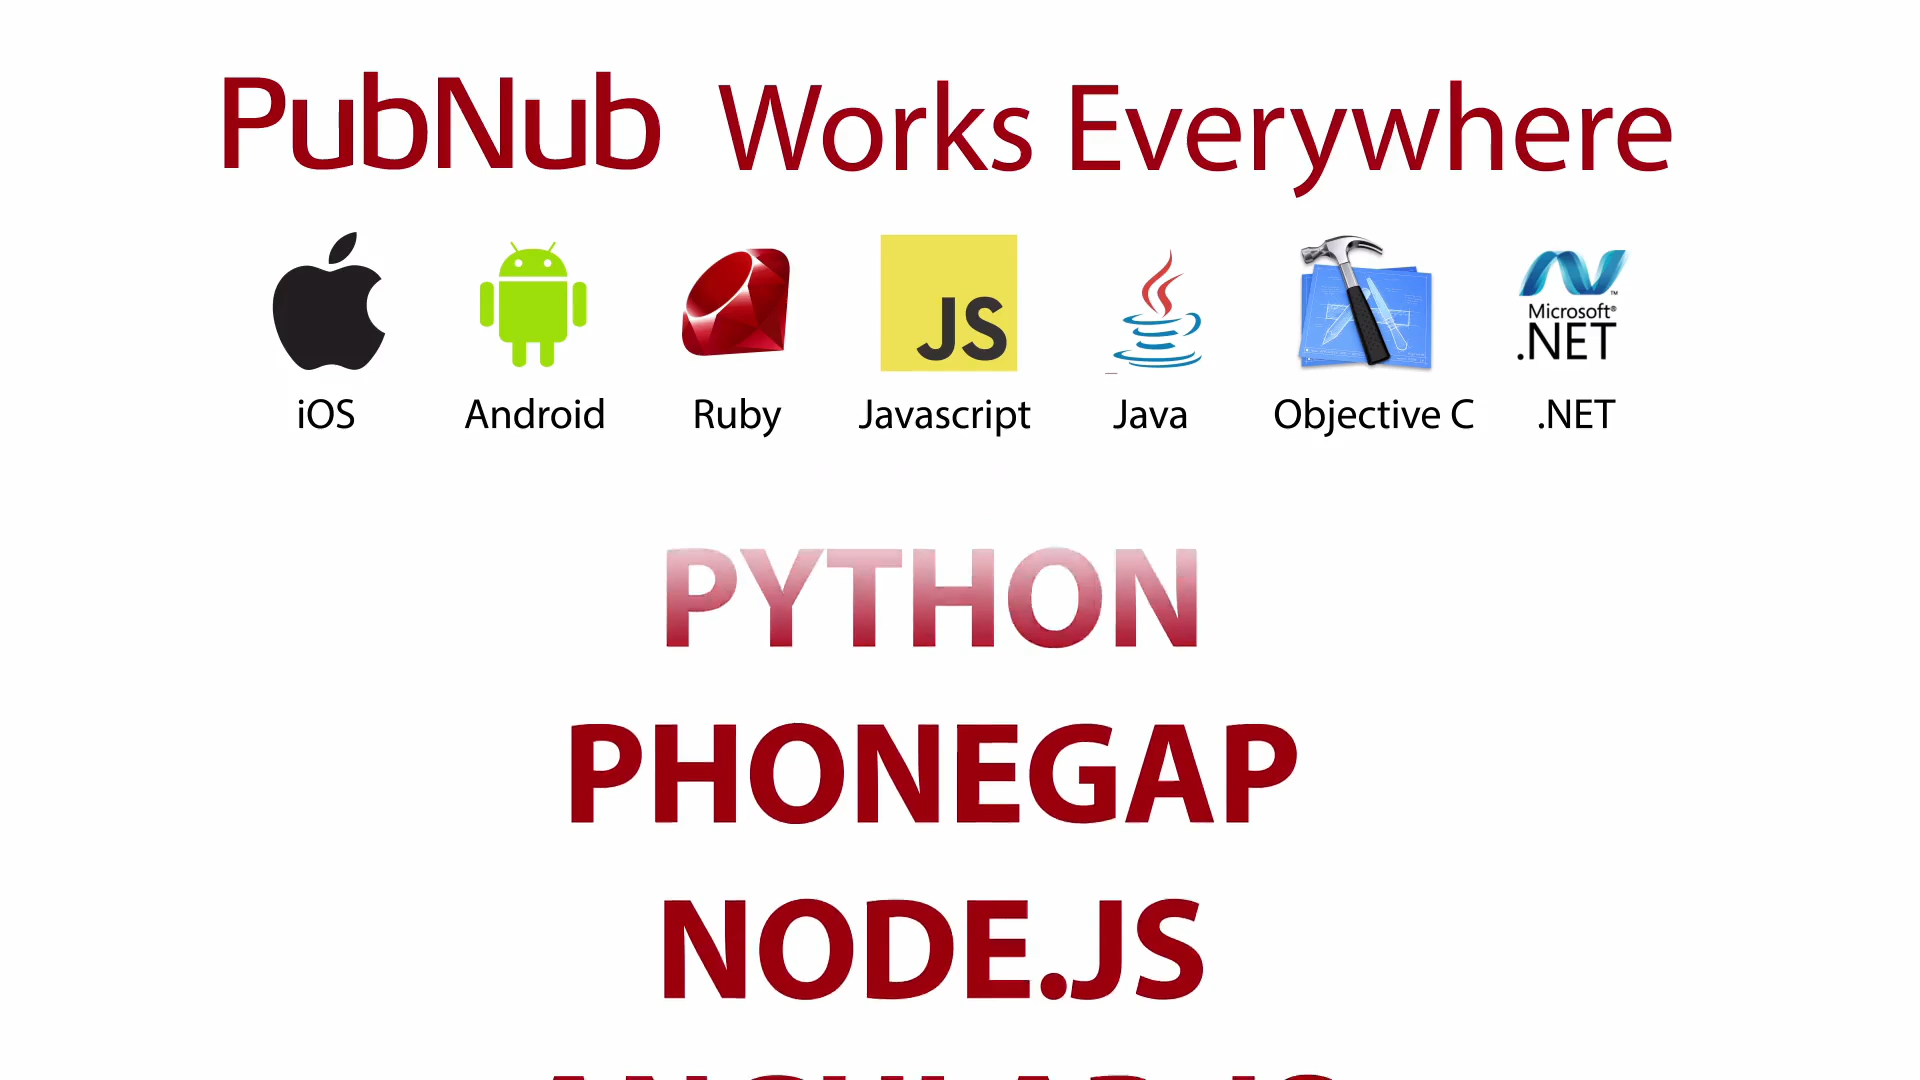 PubNub Works Everywhere
JS
Microsoft®
.NET
iOS Android Ruby Javascript Java Objective C .NET
PYTHON
PHONEGAP
NODE.JS